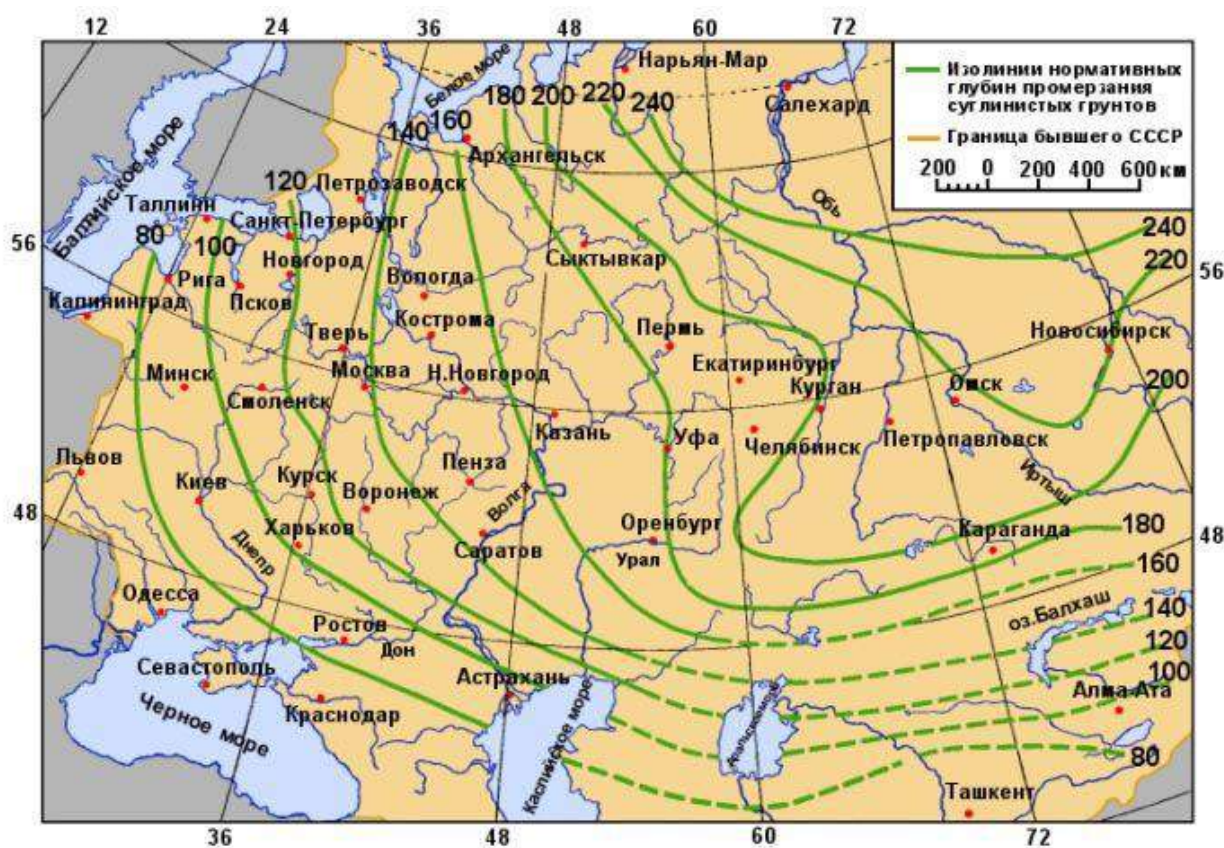 12
24
36
48
60
72
Изолинии нормативных
глубин промерзания
суглинистых грунтов
Граница бывшего СССР
200 0 200 400 600 км
Нарьян-Мар
Белое море
180
200
220
240
Салехард
140
160
Архангельск
Балтийское море
120
Петрозаводск
Таллинн
Санкт-Петербург
Обь
80
100
240
56
Новгород
Сыктывкар
220
56
Рига
Псков
Вологда
Калининград
Кострома
Тверь
Пермь
Новосибирск
Минск
Москва
Н.Новгород
Екатиринбург
Курган
Омск
200
Смоленск
Казань
Уфа
Челябинск
Петропавловск
Львов
Киев
Курск
Воронеж
Пенза
Волга
Иртыш
48
Харьков
Днепр
Саратов
Оренбург
Урал
Караганда
180
48
160
Одесса
Ростов
Дон
оз.Балхаш
140
120
100
Севастополь
Астрахань
Алма-Ата
Краснодар
Черное море
Каспийское море
Аральское море
80
Ташкент
36
48
60
72